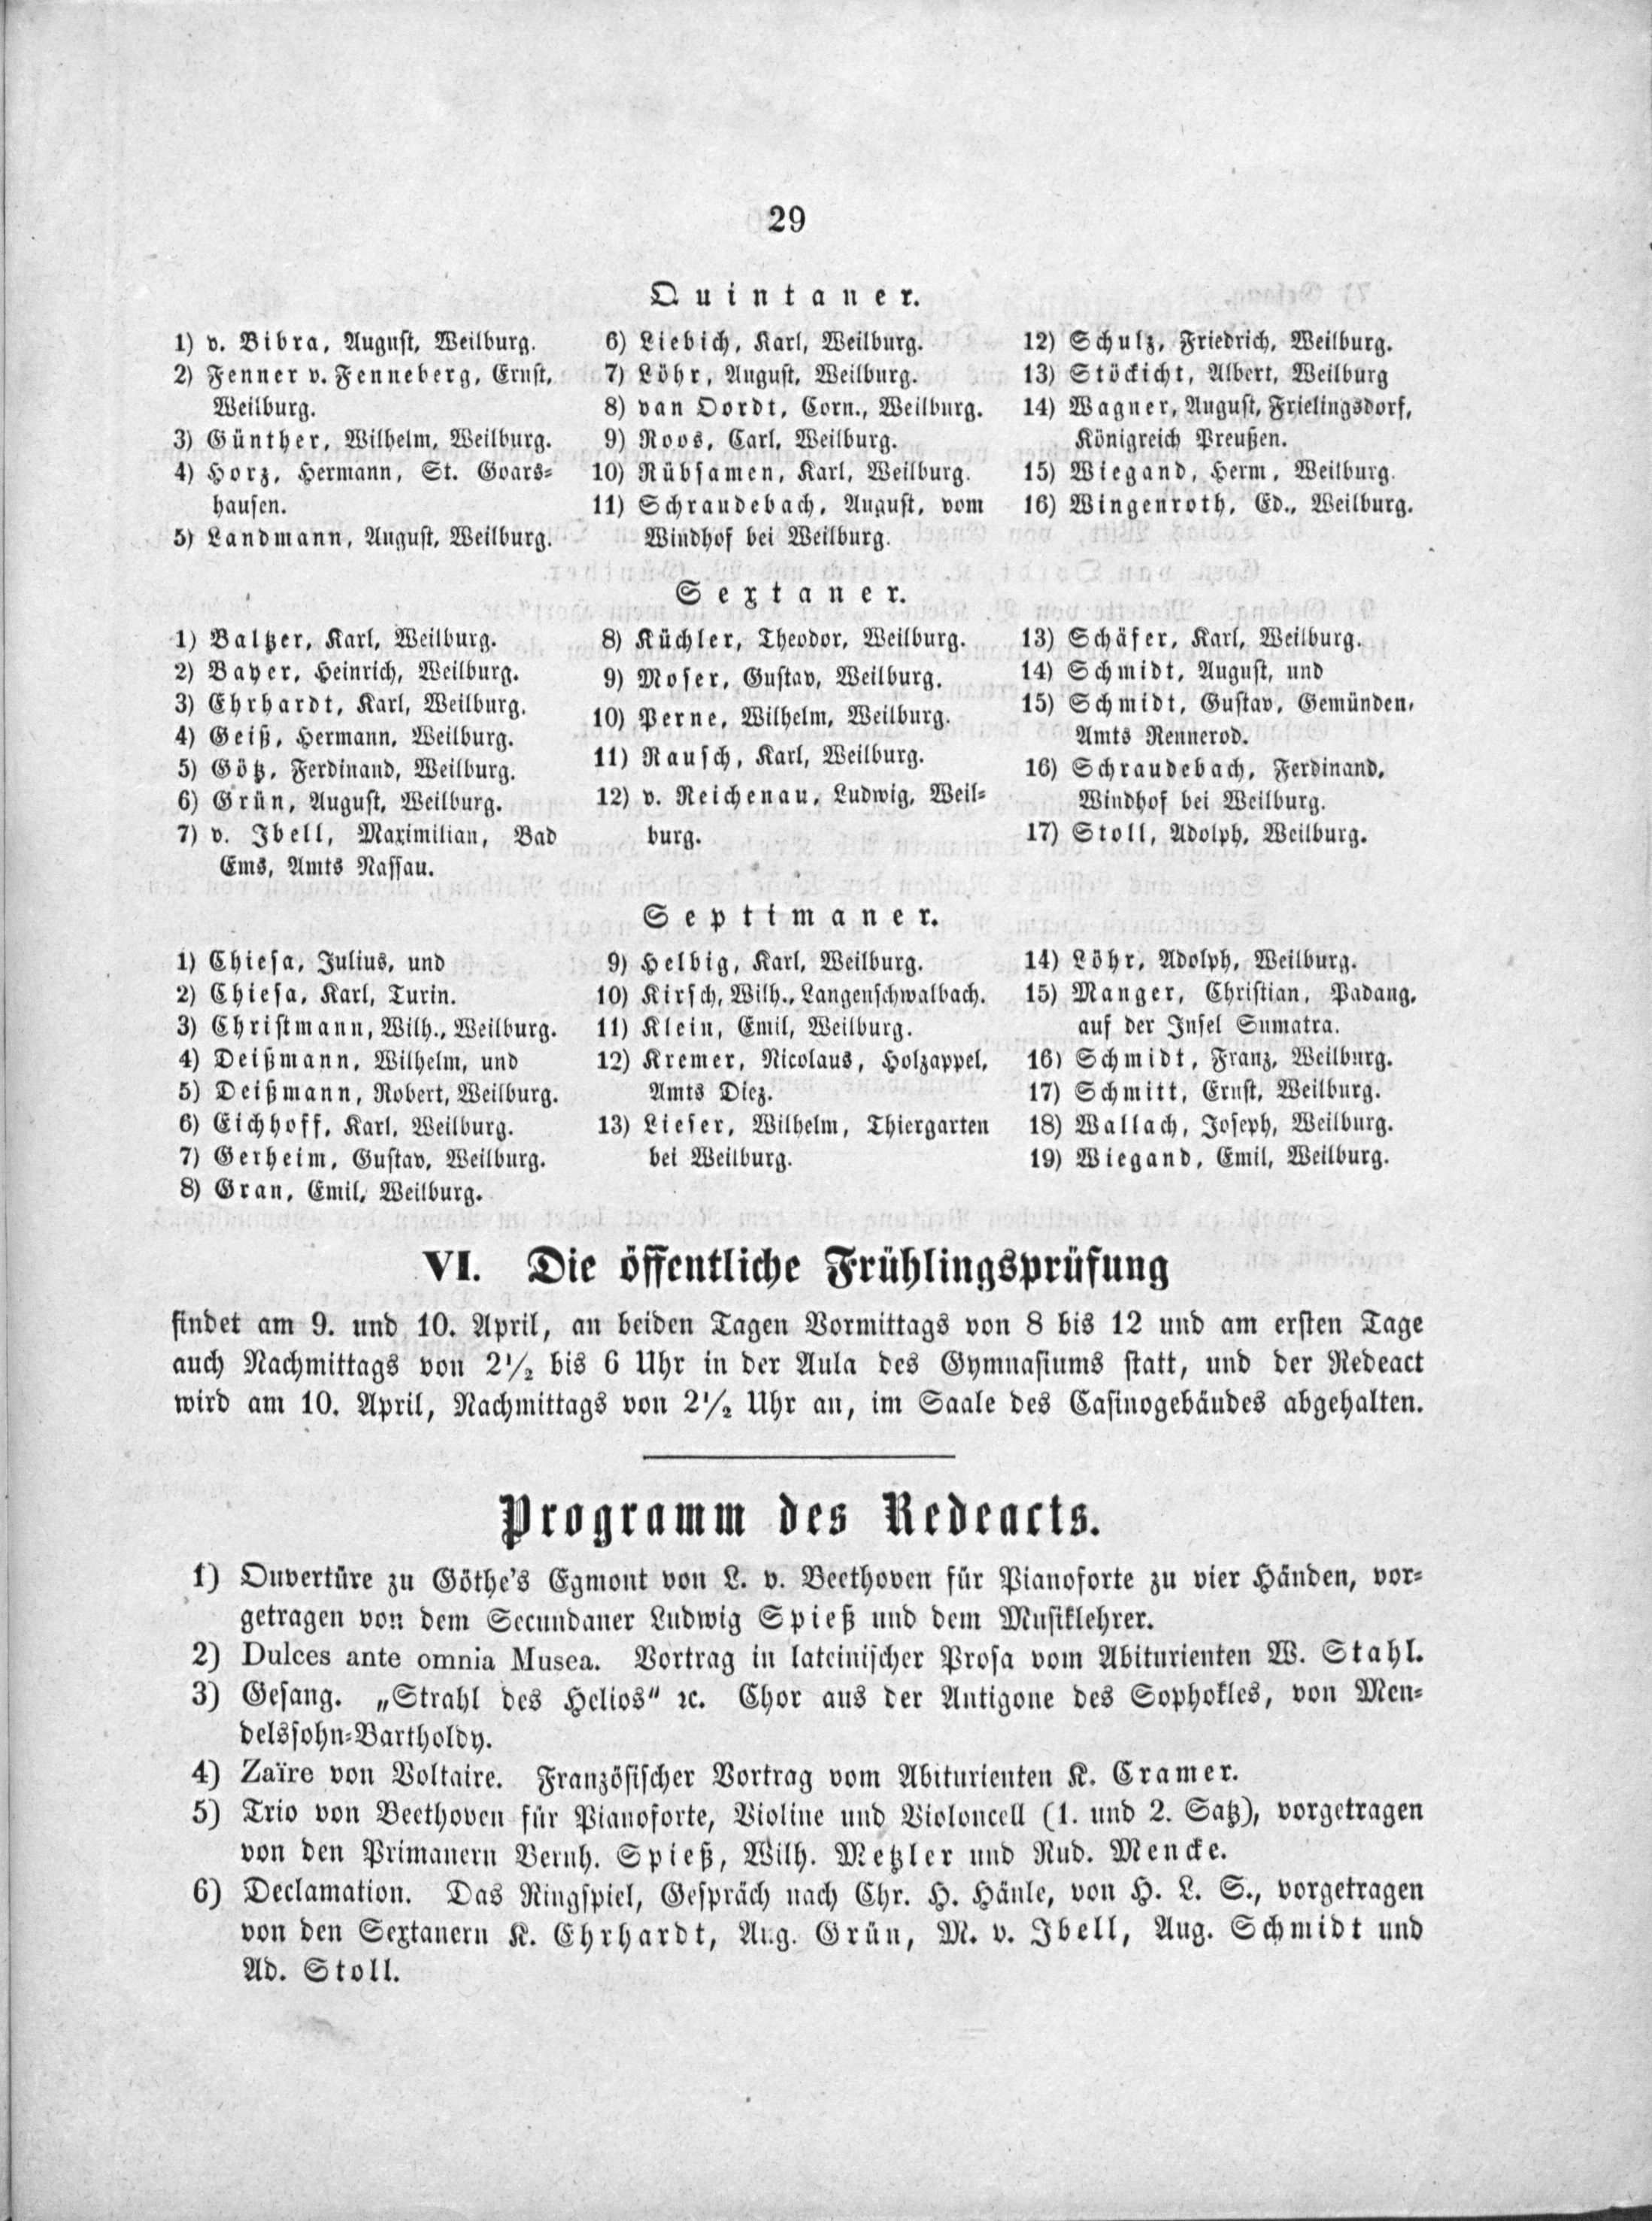 29
Quintaner.
1) v. Bibra, August, Weilburg.
2) Fenner v. Fenneberg, Ernst,
Weilburg.
3) Günther, Wilhelm, Weilburg.
4) Horz, Hermann, St. Goars-
hausen.
5) Landmann, August, Weilburg.
6) Liebich, Karl, Weilburg.
7) Löhr, August, Weilburg.
8) van Oordt, Corn., Weilburg.
9) Roos, Carl, Weilburg.
10) Rübsamen, Karl, Weilburg.
11) Schraudebach, August, vom
Windhof bei Weilburg.
12) Schulz, Friedrich, Weilburg.
13) Stöckicht, Albert, Weilburg
14) Wagner, August, Frielingsdorf,
Königreich Preußen.
15) Wiegand, Herm, Weilburg.
16) Wingenroth, Ed., Weilburg.
Sextaner.
1) Baltzer, Karl, Weilburg.
2) Bayer, Heinrich, Weilburg.
3) Ehrhardt, Karl, Weilburg.
4) Geiß, Hermann, Weilburg.
5) Götz, Ferdinand, Weilburg.
6) Grün, August, Weilburg.
7) v. Ibell, Maximilian, Bad
Ems, Amts Nassau.
8) Küchler, Theodor, Weilburg.
9) Moser, Gustav, Weilburg.
10) Perne, Wilhelm, Weilburg.
11) Rausch, Karl, Weilburg.
12) v. Reichenau, Ludwig, Weil-
burg.
13) Schäfer, Karl, Weilburg.
14) Schmidt, August, und
15) Schmidt, Gustav, Gemünden,
Amts Rennerod.
16) Schraudebach, Ferdinand,
Windhof bei Weilburg.
17) Stoll, Adolph, Weilburg.
Septimaner.
1) Chiesa, Julius, und
2) Chiesa, Karl, Turin.
3) Christmann, Wilh., Weilburg.
4) Deißmann, Wilhelm, und
5) Deißmann, Robert, Weilburg.
6) Eichhoff, Karl, Weilburg.
7) Gerheim, Gustav, Weilburg.
8) Gran, Emil, Weilburg.
9) Helbig, Karl, Weilburg.
10) Kirsch, Wilh., Langenschwalbach.
11) Klein, Emil, Weilburg.
12) Kremer, Nicolaus, Holzappel,
Amts Diez.
13) Lieser, Wilhelm, Thiergarten
bei Weilburg.
14) Löhr, Adolph, Weilburg.
15) Manger, Christian, Padang,
auf der Insel Sumatra.
16) Schmidt, Franz, Weilburg.
17) Schmitt, Ernst, Weilburg.
18) Wallach, Joseph, Weilburg.
19) Wiegand, Emil, Weilburg.
VI. Die öffentliche Frühlingsprüfung
findet am 9. und 10. April, an beiden Tagen Vormittags von 8 bis 12 und am ersten Tage
auch Nachmittags von 2 1/2 bis 6 Uhr in der Aula des Gymnasiums statt, und der Redeact
wird am 10. April, Nachmittags von 2 1/2 Uhr an, im Saale des Casinogebäudes abgehalten.
Programm des Redeacts.
1) Ouvertüre zu Göthe's Egmont von L. v. Beethoven für Pianoforte zu vier Händen, vor-
getragen von dem Secundaner Ludwig Spieß und dem Musiklehrer.
2) Dulces ante omnia Musea. Vortrag in lateinischer Prosa vom Abiturienten W. Stahl.
3) Gesang. „Strahl des Helios" ꝛc. Chor aus der Antigone des Sophokles, von Men-
delssohn-Bartholdy.
4) Zaïre von Voltaire. Französischer Vortrag vom Abiturienten K. Cramer.
5) Trio von Beethoven für Pianoforte, Violine und Violoncell (1. und 2. Satz), vorgetragen
von den Primanern Bernh. Spieß, Wilh. Metzler und Rud. Mencke.
6) Declamation. Das Ringspiel, Gespräch nach Chr. H. Hänle, von H. L. S., vorgetragen
von den Sextanern K. Ehrhardt, Aug. Grün, M. v. Ibell, Aug. Schmidt und
Ad. Stoll.